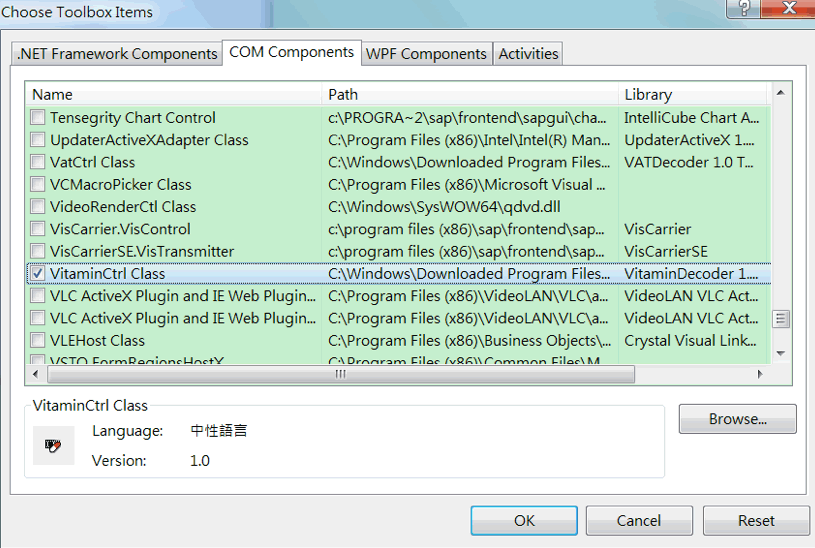 Choose Toolbox Items
.NET Framework Components COM Components WPF Components Activities
Name Path Library
Tensegrity Chart Control c:\PROGRA~2\sap\frontend\sapgui\cha... IntelliCube Chart A...
UpdaterActiveXAdapter Class C:\Program Files (x86)\Intel\Intel(R) Man... UpdaterActiveX 1....
VatCtrl Class C:\Windows\Downloaded Program Files... VATDecoder 1.0 T...
VCMacroPicker Class C:\Program Files (x86)\Microsoft Visual ...
VideoRenderCtl Class C:\Windows\SysWOW64\qdvd.dll
VisCarrier.VisControl c:\program files (x86)\sap\frontend\sap... VisCarrier
VisCarrierSE.VisTransmitter c:\program files (x86)\sap\frontend\sap... VisCarrierSE
VitaminCtrl Class C:\Windows\Downloaded Program Files... VitaminDecoder 1....
VLC ActiveX Plugin and IE Web Plugin... C:\Program Files (x86)\VideoLAN\VLC\a... VideoLAN VLC Act...
VLC ActiveX Plugin and IE Web Plugin... C:\Program Files (x86)\VideoLAN\VLC\a... VideoLAN VLC Act...
VLEHost Class C:\Program Files (x86)\Business Objects\... Crystal Visual Link...
VSTO FormRegionsHostX C:\Program Files (x86)\Common Files\M...
VitaminCtrl Class
Language: 中性語言
Version: 1.0
Browse...
OK Cancel Reset